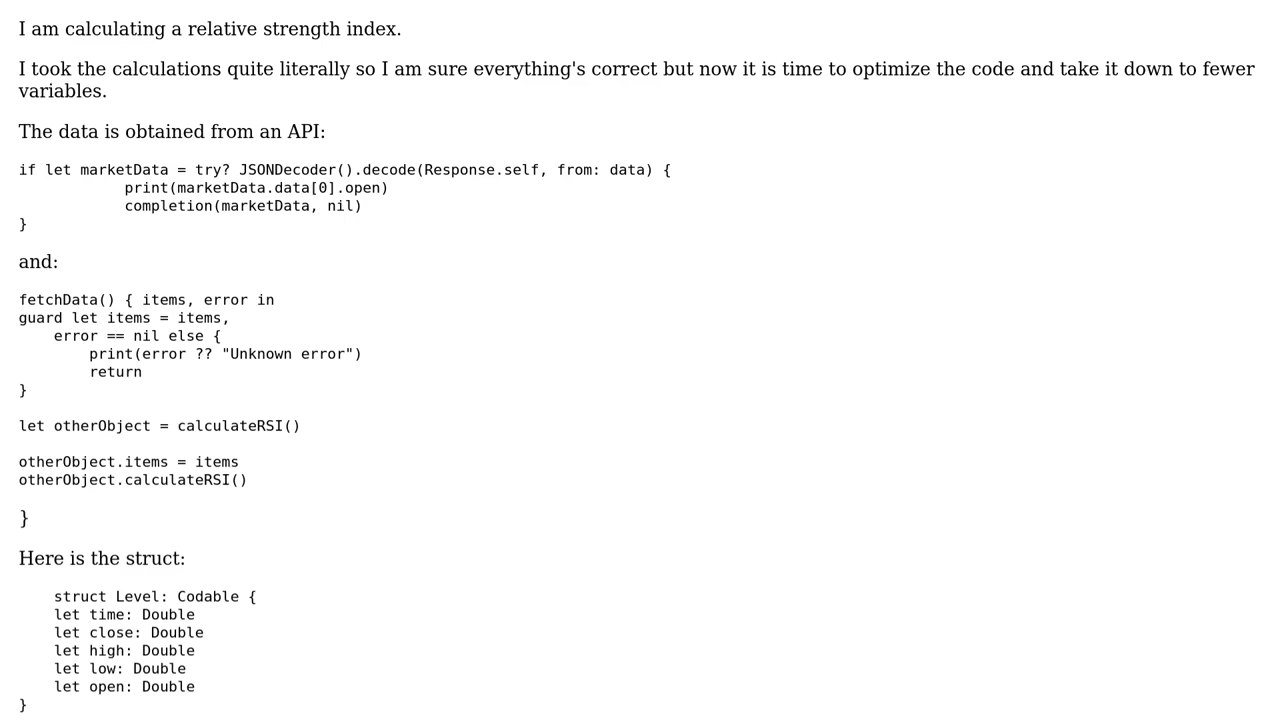 I am calculating a relative strength index.
I took the calculations quite literally so I am sure everything's correct but now it is time to optimize the code and take it down to fewer
variables.
The data is obtained from an API:
if let marketData = try? JSONDecoder().decode(Response.self, from: data) {
            print(marketData.data[0].open)
            completion(marketData, nil)
}
and:
fetchData() { items, error in
guard let items = items,
    error == nil else {
        print(error ?? "Unknown error")
        return
}
let otherObject = calculateRSI()
otherObject.items = items
otherObject.calculateRSI()
}
Here is the struct:
    struct Level: Codable {
    let time: Double
    let close: Double
    let high: Double
    let low: Double
    let open: Double
}